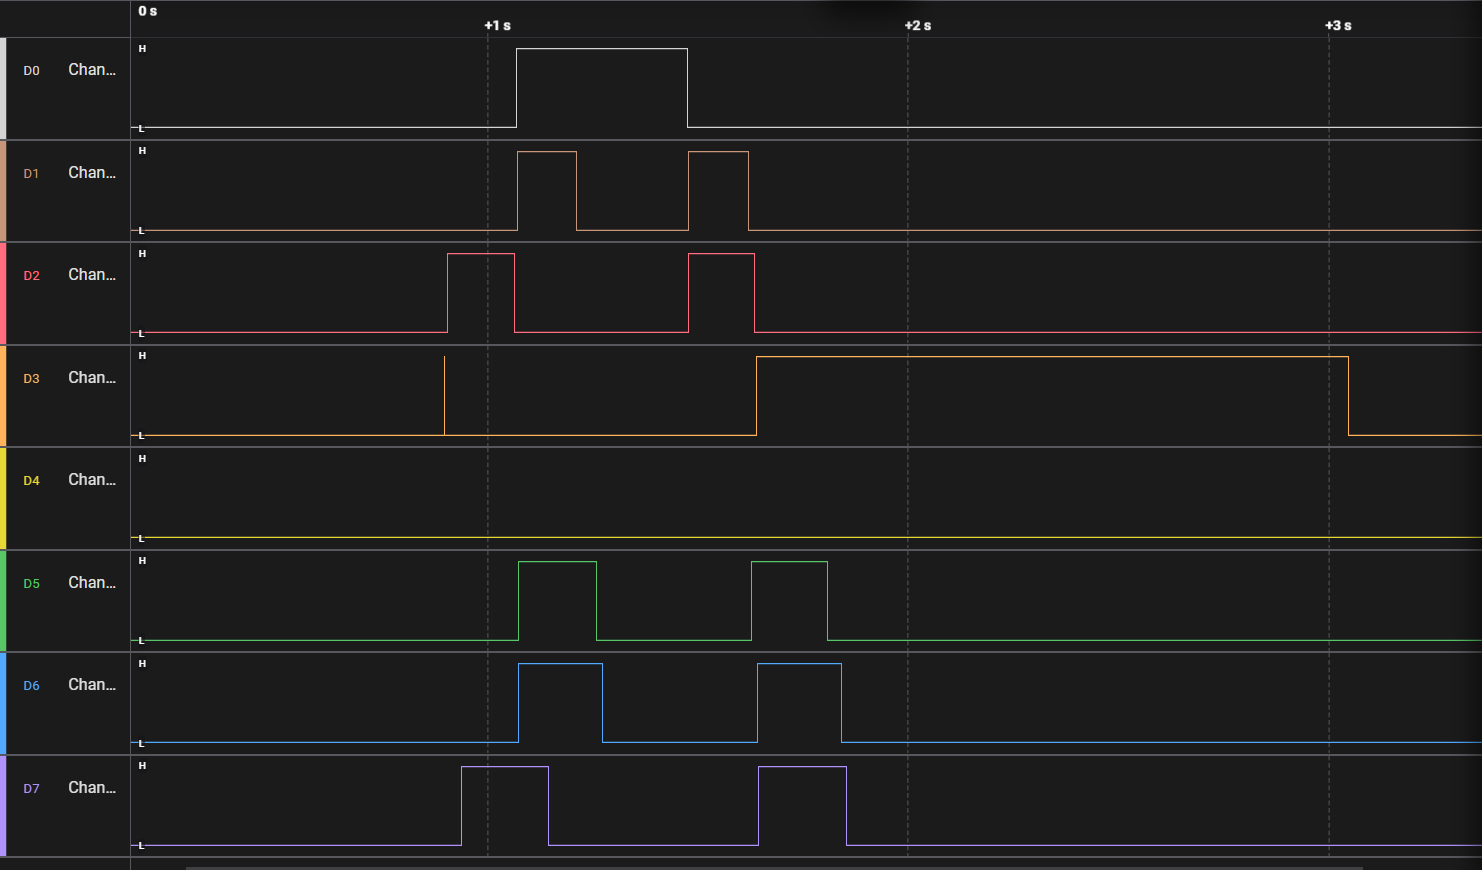 0 s
+1 s +2 s +3 s
H
D0 Chan...
L
H
D1 Chan...
L
H
D2 Chan...
L
H
D3 Chan...
L
H
D4 Chan...
L
H
D5 Chan...
L
H
D6 Chan...
L
H
D7 Chan...
L